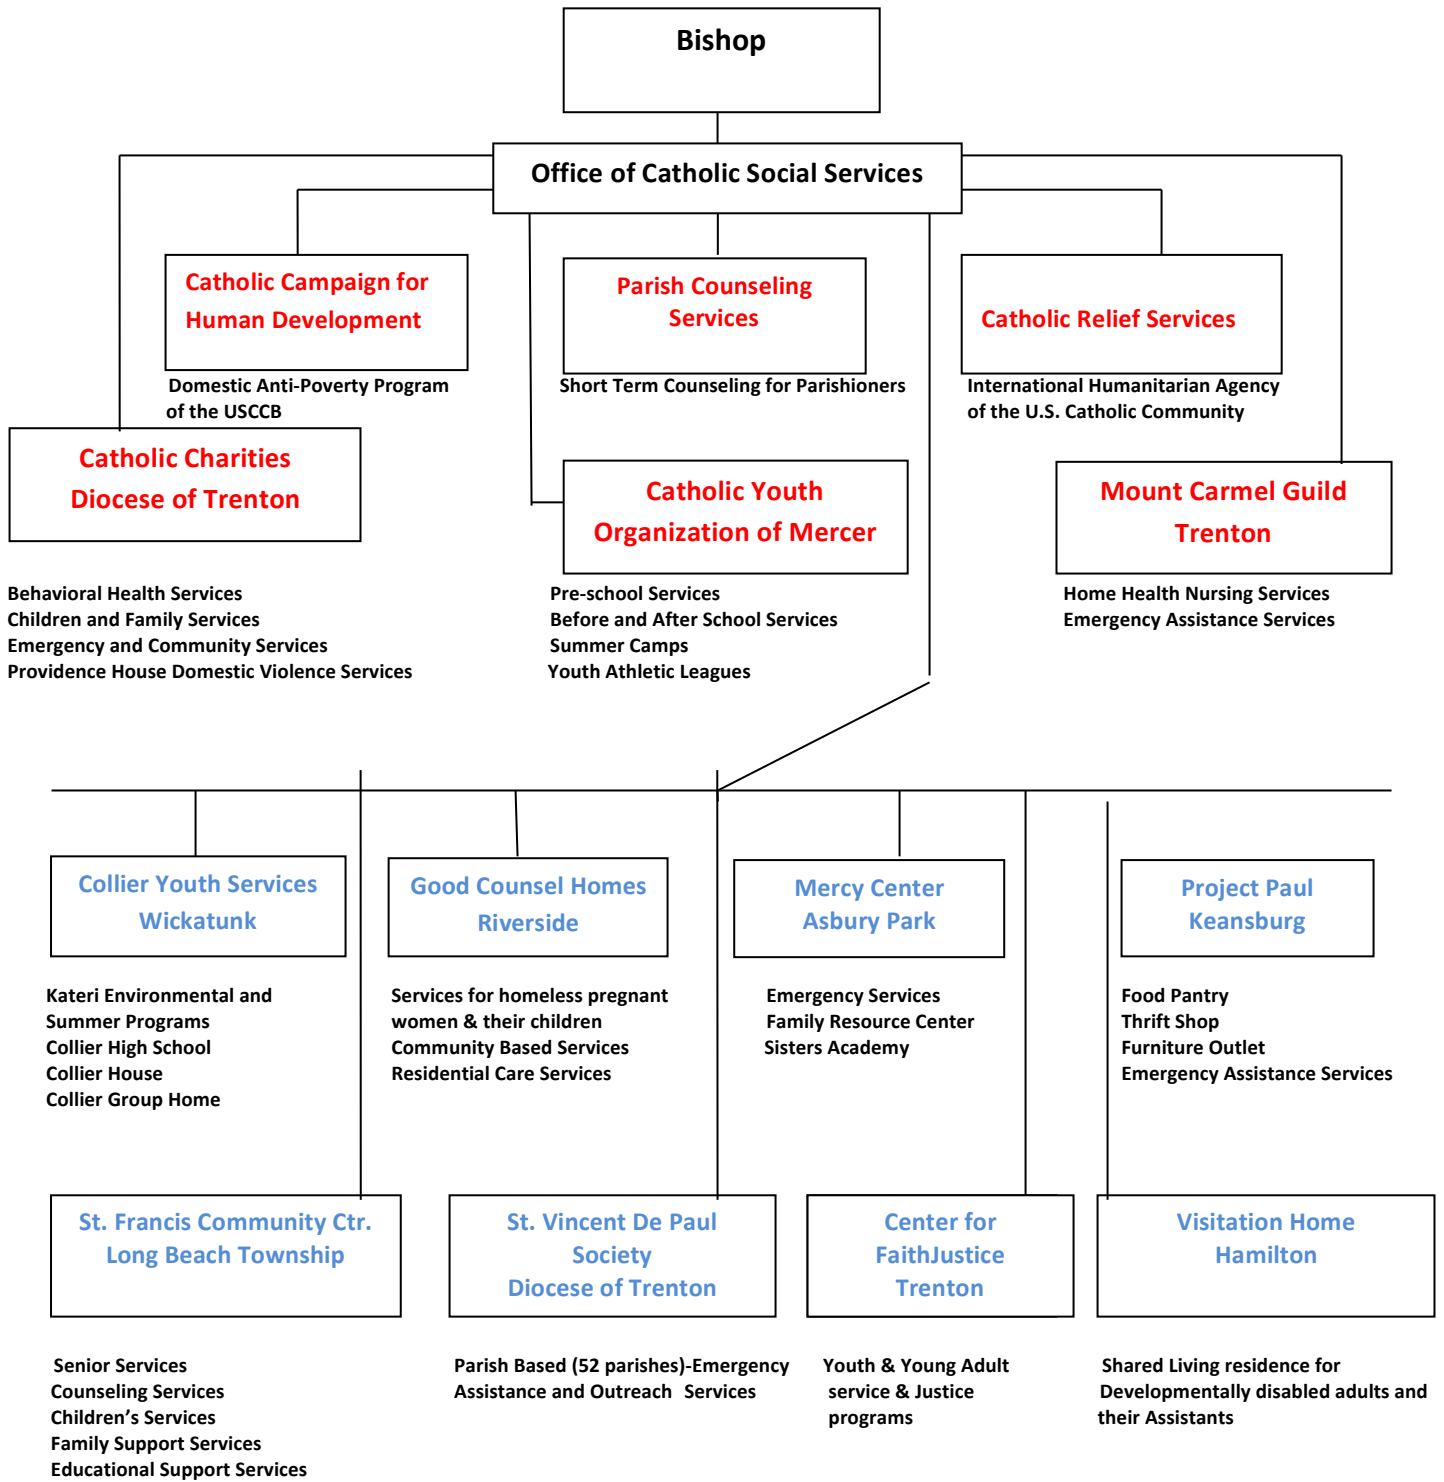 Bishop
Office of Catholic Social Services
Catholic Campaign for
Human Development
Domestic Anti-Poverty Program
of the USCCB
Parish Counseling
Services
Short Term Counseling for Parishioners
Catholic Relief Services
International Humanitarian Agency
of the U.S. Catholic Community
Catholic Charities
Diocese of Trenton
Behavioral Health Services
Children and Family Services
Emergency and Community Services
Providence House Domestic Violence Services
Catholic Youth
Organization of Mercer
Pre-school Services
Before and After School Services
Summer Camps
Youth Athletic Leagues
Mount Carmel Guild
Trenton
Home Health Nursing Services
Emergency Assistance Services
Collier Youth Services
Wickatunk
Kateri Environmental and
Summer Programs
Collier High School
Collier House
Collier Group Home
Good Counsel Homes
Riverside
Services for homeless pregnant
women & their children
Community Based Services
Residential Care Services
Mercy Center
Asbury Park
Emergency Services
Family Resource Center
Sisters Academy
Project Paul
Keansburg
Food Pantry
Thrift Shop
Furniture Outlet
Emergency Assistance Services
St. Francis Community Ctr.
Long Beach Township
Senior Services
Counseling Services
Children’s Services
Family Support Services
Educational Support Services
St. Vincent De Paul
Society
Diocese of Trenton
Parish Based (52 parishes)-Emergency
Assistance and Outreach Services
Center for
FaithJustice
Trenton
Youth & Young Adult
service & Justice
programs
Visitation Home
Hamilton
Shared Living residence for
Developmentally disabled adults and
their Assistants